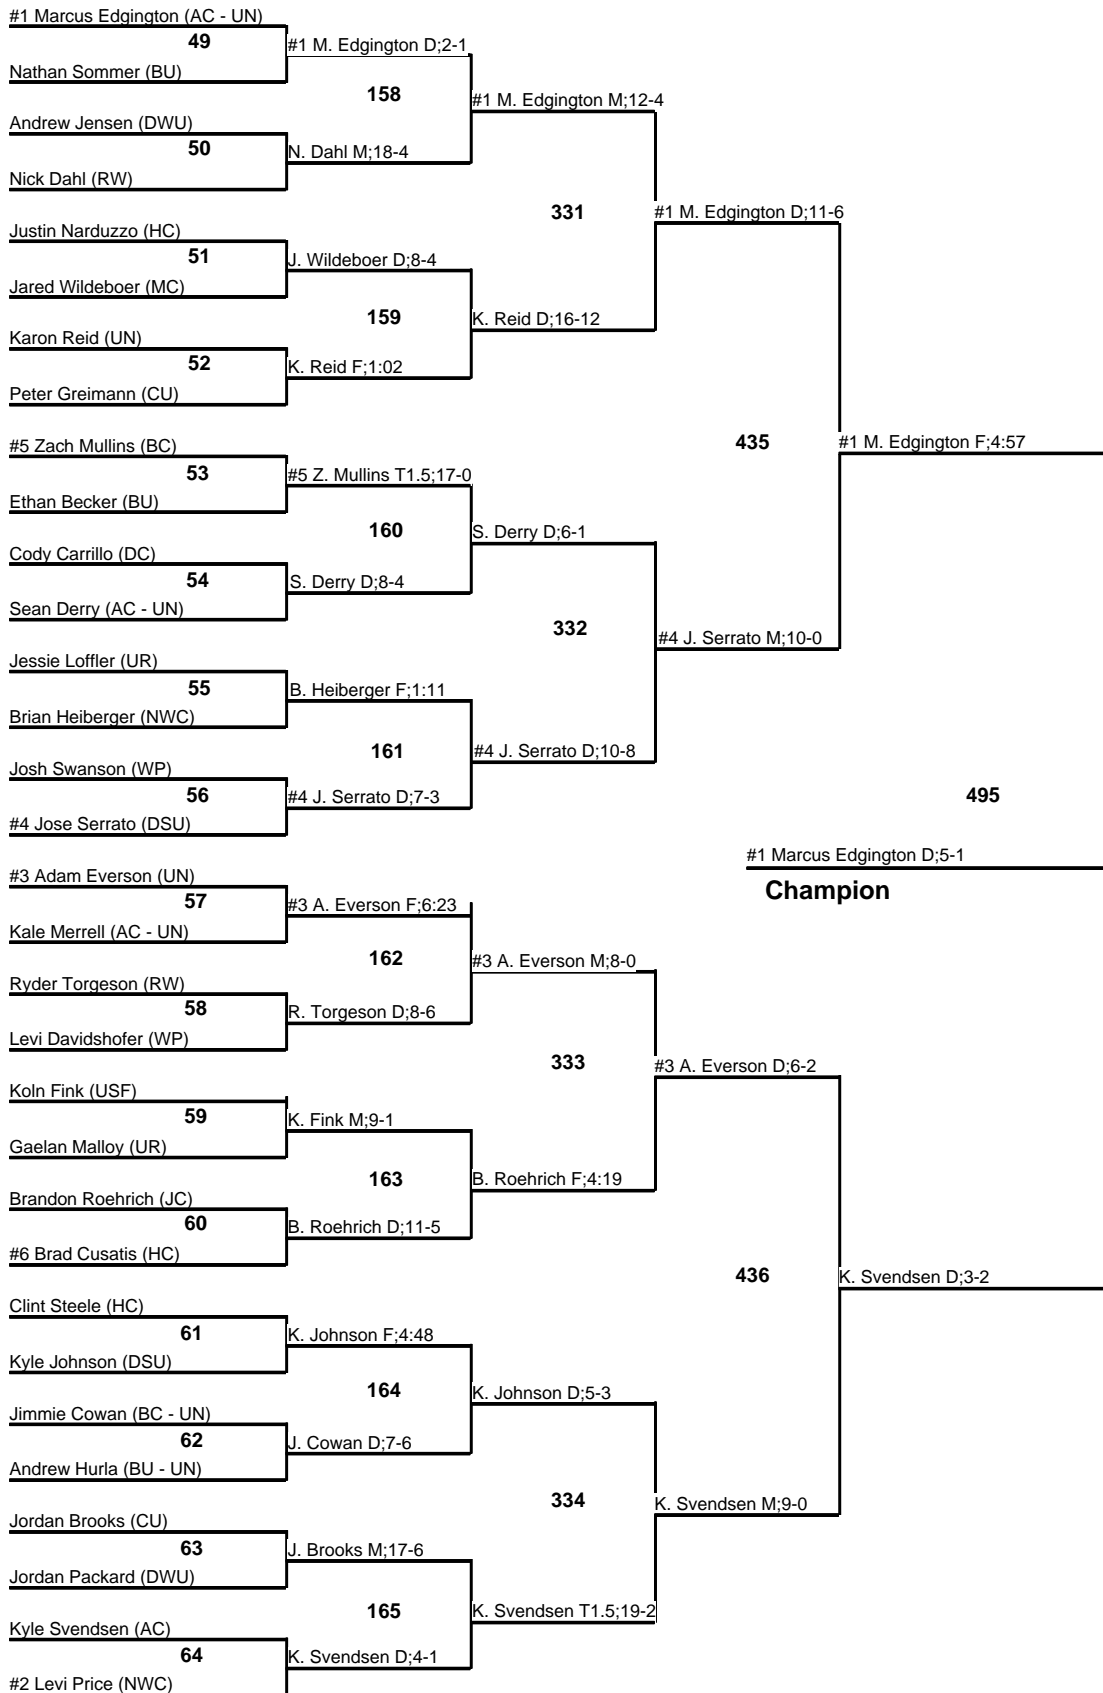 #1 Marcus Edgington (AC - UN)
49
#1 M. Edgington D;2-1
Nathan Sommer (BU)
158
#1 M. Edgington M;12-4
Andrew Jensen (DWU)
50
N. Dahl M;18-4
Nick Dahl (RW)
331
#1 M. Edgington D;11-6
Justin Narduzzo (HC)
51
J. Wildeboer D;8-4
Jared Wildeboer (MC)
159
K. Reid D;16-12
Karon Reid (UN)
52
K. Reid F;1:02
Peter Greimann (CU)
435
#1 M. Edgington F;4:57
#5 Zach Mullins (BC)
53
#5 Z. Mullins T1.5;17-0
Ethan Becker (BU)
160
S. Derry D;6-1
Cody Carrillo (DC)
54
S. Derry D;8-4
Sean Derry (AC - UN)
332
#4 J. Serrato M;10-0
Jessie Loffler (UR)
55
B. Heiberger F;1:11
Brian Heiberger (NWC)
161
#4 J. Serrato D;10-8
Josh Swanson (WP)
56
#4 J. Serrato D;7-3
#4 Jose Serrato (DSU)
495
#1 Marcus Edgington D;5-1
Champion
#3 Adam Everson (UN)
57
#3 A. Everson F;6:23
Kale Merrell (AC - UN)
162
#3 A. Everson M;8-0
Ryder Torgeson (RW)
58
R. Torgeson D;8-6
Levi Davidshofer (WP)
333
#3 A. Everson D;6-2
Koln Fink (USF)
59
K. Fink M;9-1
Gaelan Malloy (UR)
163
B. Roehrich F;4:19
Brandon Roehrich (JC)
60
B. Roehrich D;11-5
#6 Brad Cusatis (HC)
436
K. Svendsen D;3-2
Clint Steele (HC)
61
K. Johnson F;4:48
Kyle Johnson (DSU)
164
K. Johnson D;5-3
Jimmie Cowan (BC - UN)
62
J. Cowan D;7-6
Andrew Hurla (BU - UN)
334
K. Svendsen M;9-0
Jordan Brooks (CU)
63
J. Brooks M;17-6
Jordan Packard (DWU)
165
K. Svendsen T1.5;19-2
Kyle Svendsen (AC)
64
K. Svendsen D;4-1
#2 Levi Price (NWC)